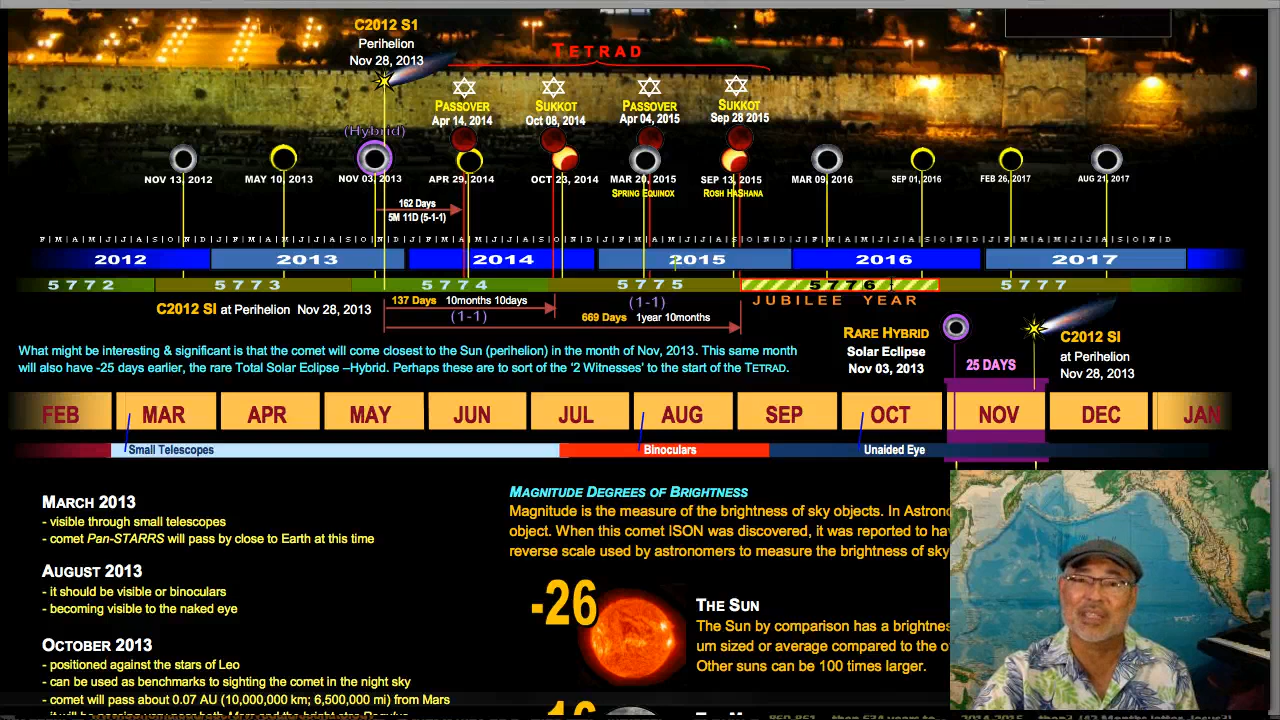 C2012 S1
Perihelion
Nov 28, 2013
TETRAD
PASSOVER
Apr 14, 2014
SUKKOT
Oct 08, 2014
PASSOVER
Apr 04, 2015
SUKKOT
Sep 28 2015
(Hybrid)
NOV 13, 2012
MAY 10, 2013
NOV 03, 2013
APR 29, 2014
OCT 23, 2014
MAR 20, 2015
SPRING EQUINOX
SEP 13, 2015
ROSH HASHANA
MAR 09, 2016
SEP 01, 2016
FEB 26, 2017
AUG 21, 2017
162 Days
5M 11D (5-1-1)
F M A M J J A S O N D J F M A M J J A S O N D J F M A M J J A S O N D J F M A M J J A S O N D J F M A M J J A S O N D J F M A M J J A S O N D
2012 2013 2014 2015 2016 2017
5772 5773 5774 5775 5776 5777
C2012 SI at Perihelion Nov 28, 2013
137 Days 10months 10days
(1-1)
(1-1)
669 Days 1year 10months
JUBILEE YEAR
RARE HYBRID
Solar Eclipse
Nov 03, 2013
25 DAYS
C2012 SI
at Perihelion
Nov 28, 2013
What might be interesting & significant is that the comet will come closest to the Sun (perihelion) in the month of Nov, 2013. This same month
will also have -25 days earlier, the rare Total Solar Eclipse –Hybrid. Perhaps these are to sort of the ‘2 Witnesses’ to the start of the TETRAD.
FEB MAR APR MAY JUN JUL AUG SEP OCT NOV DEC JAN
Small Telescopes Binoculars Unaided Eye
MARCH 2013
- visible through small telescopes
- comet Pan-STARRS will pass by close to Earth at this time
AUGUST 2013
- it should be visible or binoculars
- becoming visible to the naked eye
OCTOBER 2013
- positioned against the stars of Leo
- can be used as benchmarks to sighting the comet in the night sky
- comet will pass about 0.07 AU (10,000,000 km; 6,500,000 mi) from Mars
MAGNITUDE DEGREES OF BRIGHTNESS
Magnitude is the measure of the brightness of sky objects. In Astrono
object. When this comet ISON was discovered, it was reported to ha
reverse scale used by astronomers to measure the brightness of sky
-26
THE SUN
The Sun by comparison has a brightnes
um sized or average compared to the o
Other suns can be 100 times larger.